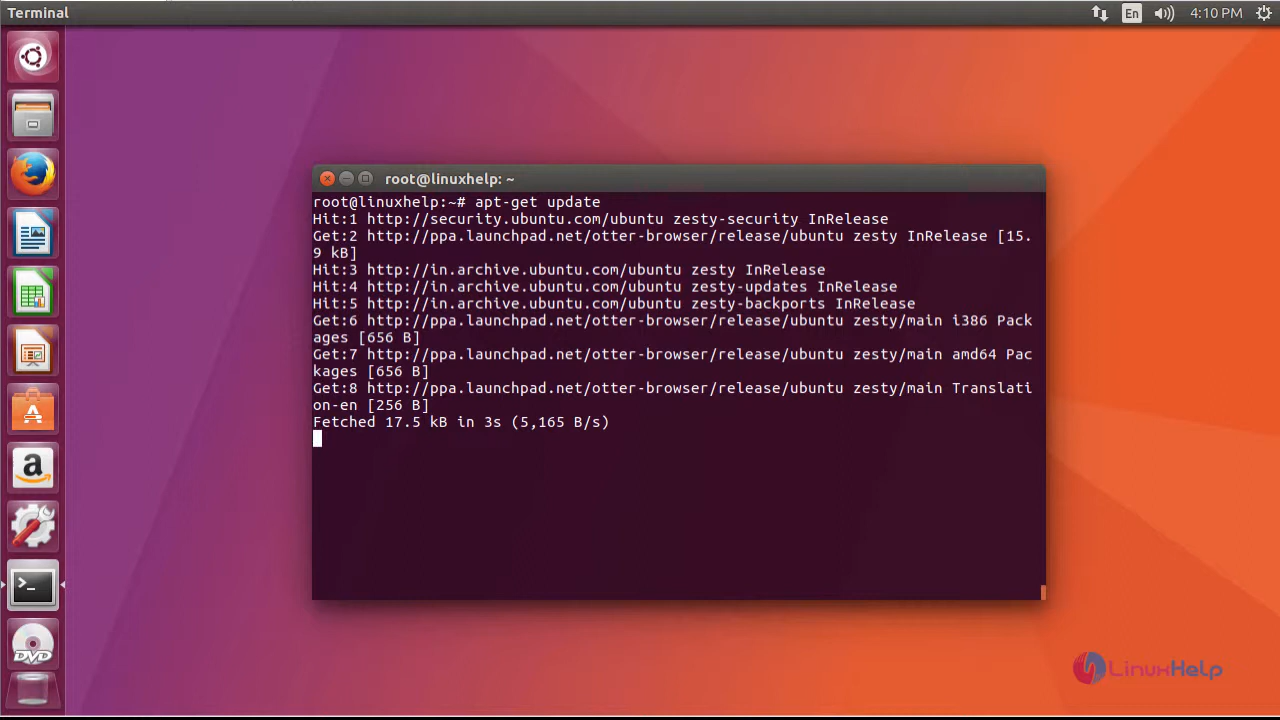 Terminal
En
4:10 PM
root@linuxhelp: ~
root@linuxhelp:~# apt-get update
Hit:1 http://security.ubuntu.com/ubuntu zesty-security InRelease
Get:2 http://ppa.launchpad.net/otter-browser/release/ubuntu zesty InRelease [15.
9 kB]
Hit:3 http://in.archive.ubuntu.com/ubuntu zesty InRelease
Hit:4 http://in.archive.ubuntu.com/ubuntu zesty-updates InRelease
Hit:5 http://in.archive.ubuntu.com/ubuntu zesty-backports InRelease
Get:6 http://ppa.launchpad.net/otter-browser/release/ubuntu zesty/main i386 Pack
ages [656 B]
Get:7 http://ppa.launchpad.net/otter-browser/release/ubuntu zesty/main amd64 Pac
kages [656 B]
Get:8 http://ppa.launchpad.net/otter-browser/release/ubuntu zesty/main Translati
on-en [256 B]
Fetched 17.5 kB in 3s (5,165 B/s)
a
>_
DVD
LinuxHelp